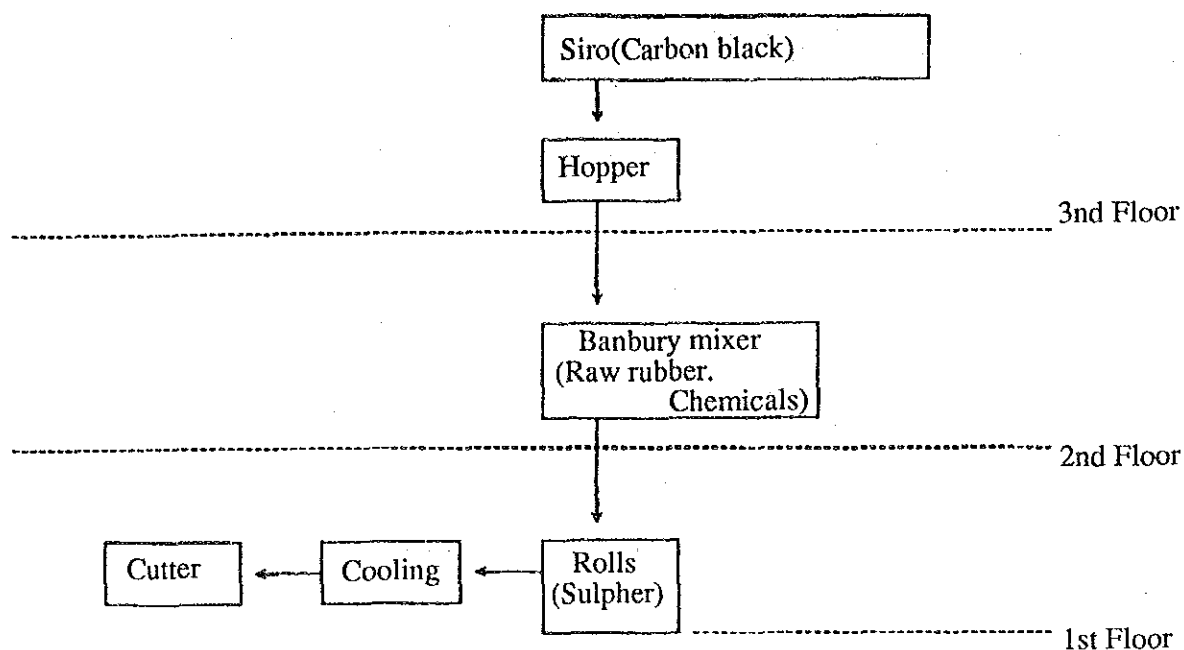 Siro(Carbon black)
Hopper
3nd Floor
Banbury mixer
(Raw rubber.
Chemicals)
2nd Floor
Cutter
Cooling
Rolls
(Sulpher)
1st Floor